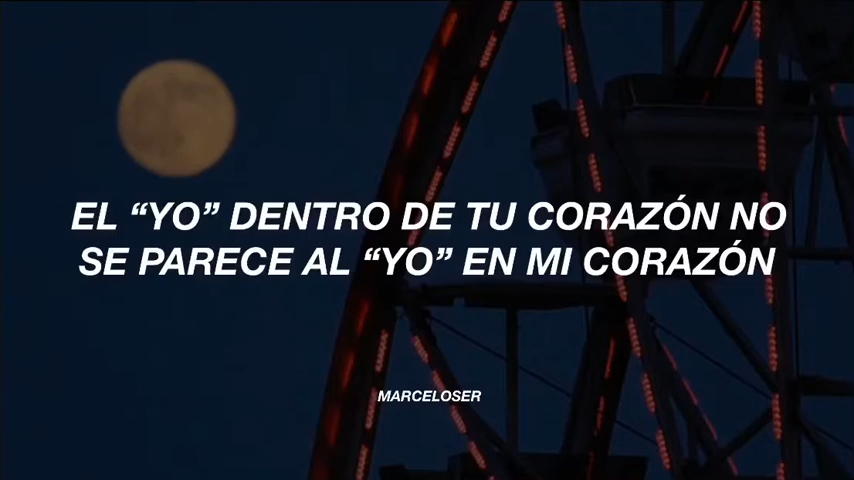 EL “YO” DENTRO DE TU CORAZÓN NO
SE PARECE AL “YO” EN MI CORAZÓN
MARCELOSER